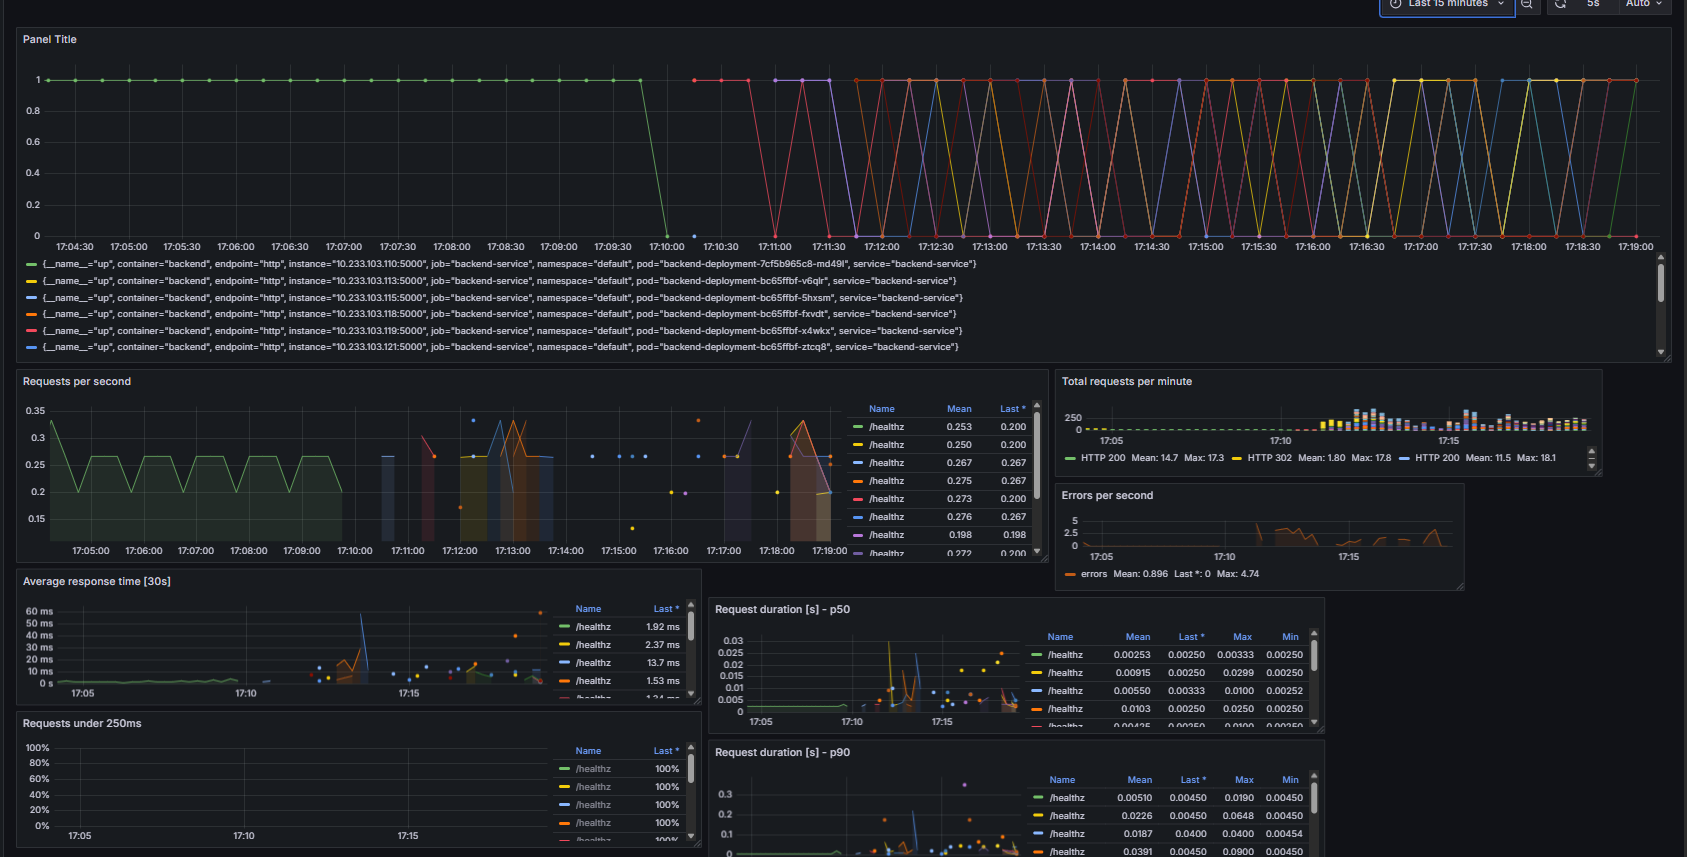 Last 15 minutes
5s
Auto
Panel Title
1
0.8
0.6
0.4
0.2
0
17:04:30 17:05:00 17:05:30 17:06:00 17:06:30 17:07:00 17:07:30 17:08:00 17:08:30 17:09:00 17:09:30 17:10:00 17:10:30 17:11:00 17:11:30 17:12:00 17:12:30 17:13:00 17:13:30 17:14:00 17:14:30 17:15:00 17:15:30 17:16:00 17:16:30 17:17:00 17:17:30 17:18:00 17:18:30 17:19:00
{__name__="up", container="backend", endpoint="http", instance="10.233.103.110:5000", job="backend-service", namespace="default", pod="backend-deployment-7cf5b965c8-md49l", service="backend-service"}
{__name__="up", container="backend", endpoint="http", instance="10.233.103.113:5000", job="backend-service", namespace="default", pod="backend-deployment-bc65ffbf-v6qlr", service="backend-service"}
{__name__="up", container="backend", endpoint="http", instance="10.233.103.115:5000", job="backend-service", namespace="default", pod="backend-deployment-bc65ffbf-5hxsm", service="backend-service"}
{__name__="up", container="backend", endpoint="http", instance="10.233.103.118:5000", job="backend-service", namespace="default", pod="backend-deployment-bc65ffbf-fxvdt", service="backend-service"}
{__name__="up", container="backend", endpoint="http", instance="10.233.103.119:5000", job="backend-service", namespace="default", pod="backend-deployment-bc65ffbf-x4wkx", service="backend-service"}
{__name__="up", container="backend", endpoint="http", instance="10.233.103.121:5000", job="backend-service", namespace="default", pod="backend-deployment-bc65ffbf-ztcq8", service="backend-service"}
Requests per second
0.35
0.3
0.25
0.2
0.15
17:05:00 17:06:00 17:07:00 17:08:00 17:09:00 17:10:00 17:11:00 17:12:00 17:13:00 17:14:00 17:15:00 17:16:00 17:17:00 17:18:00 17:19:00
Name Mean Last *
/healthz 0.253 0.200
/healthz 0.250 0.200
/healthz 0.267 0.267
/healthz 0.275 0.267
/healthz 0.273 0.200
/healthz 0.276 0.267
/healthz 0.198 0.198
/healthz 0.272 0.200
Total requests per minute
250
0
17:05 17:10 17:15
HTTP 200 Mean: 14.7 Max: 17.3 HTTP 302 Mean: 1.80 Max: 17.8 HTTP 200 Mean: 11.5 Max: 18.1
Errors per second
5
2.5
0
17:05 17:10 17:15
errors Mean: 0.896 Last *: 0 Max: 4.74
Average response time [30s]
60 ms
50 ms
40 ms
30 ms
20 ms
10 ms
0 s
17:05 17:10 17:15
Name Last *
/healthz 1.92 ms
/healthz 2.37 ms
/healthz 13.7 ms
/healthz 1.53 ms
Request duration [s] - p50
0.03
0.025
0.02
0.015
0.01
0.005
0
17:05 17:10 17:15
Name Mean Last * Max Min
/healthz 0.00253 0.00250 0.00333 0.00250
/healthz 0.00915 0.00250 0.0299 0.00250
/healthz 0.00550 0.00333 0.0100 0.00252
/healthz 0.0103 0.00250 0.0250 0.00250
/healthz 0.00425 0.00250 0.0100 0.00250
Requests under 250ms
100%
80%
60%
40%
20%
0%
17:05 17:10 17:15
Name Last *
/healthz 100%
/healthz 100%
/healthz 100%
/healthz 100%
/healthz 100%
Request duration [s] - p90
0.3
0.2
0.1
0
Name Mean Last * Max Min
/healthz 0.00510 0.00450 0.0190 0.00450
/healthz 0.0226 0.00450 0.0648 0.00450
/healthz 0.0187 0.0400 0.0400 0.00454
/healthz 0.0391 0.00450 0.0900 0.00450